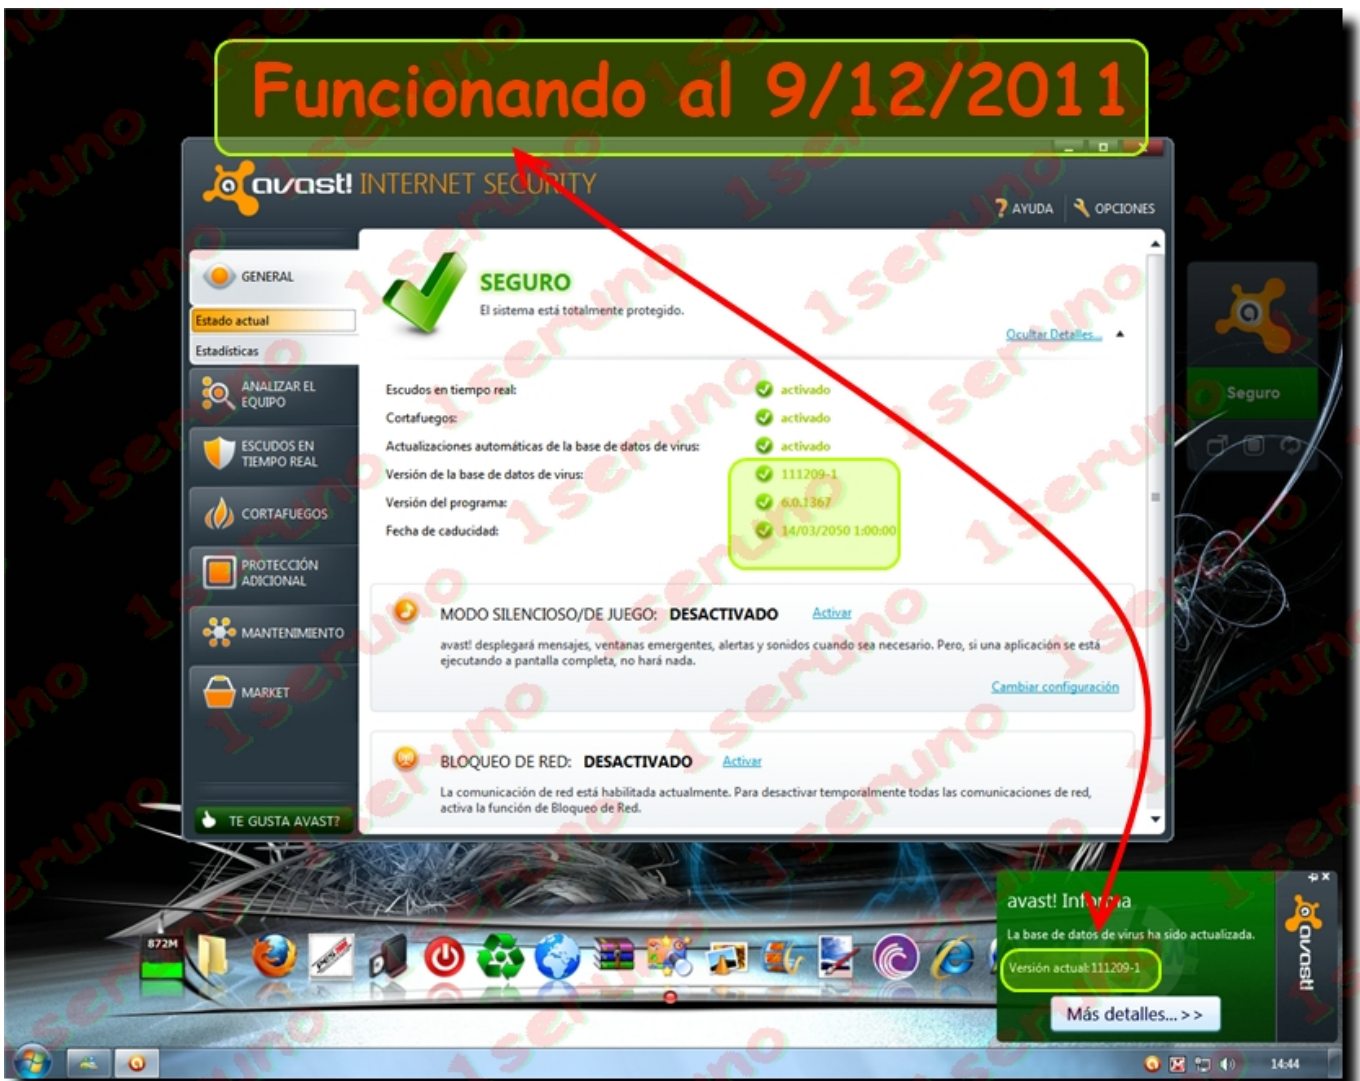 Funcionando al 9/12/2011
avast! INTERNET SECURITY
? AYUDA
OPCIONES
GENERAL
Estado actual
Estadísticas
ANALIZAR EL
EQUIPO
ESCUDOS EN
TIEMPO REAL
CORTAFUEGOS
PROTECCIÓN
ADICIONAL
MANTENIMIENTO
MARKET
TE GUSTA AVAST?
SEGURO
El sistema está totalmente protegido.
Ocultar Detalles...
Escudos en tiempo real: activado
Cortafuegos: activado
Actualizaciones automáticas de la base de datos de virus: activado
Versión de la base de datos de virus: 111209-1
Versión del programa: 6.0.1367
Fecha de caducidad: 14/03/2050 1:00:00
MODO SILENCIOSO/DE JUEGO: DESACTIVADO Activar
avast! desplegará mensajes, ventanas emergentes, alertas y sonidos cuando sea necesario. Pero, si una aplicación se está
ejecutando a pantalla completa, no hará nada.
Cambiar configuración
BLOQUEO DE RED: DESACTIVADO Activar
La comunicación de red está habilitada actualmente. Para desactivar temporalmente todas las comunicaciones de red,
activa la función de Bloqueo de Red.
Seguro
avast! Informa
La base de datos de virus ha sido actualizada.
Versión actual:111209-1
Más detalles...>>
avast!
872M
14:44
1seruno